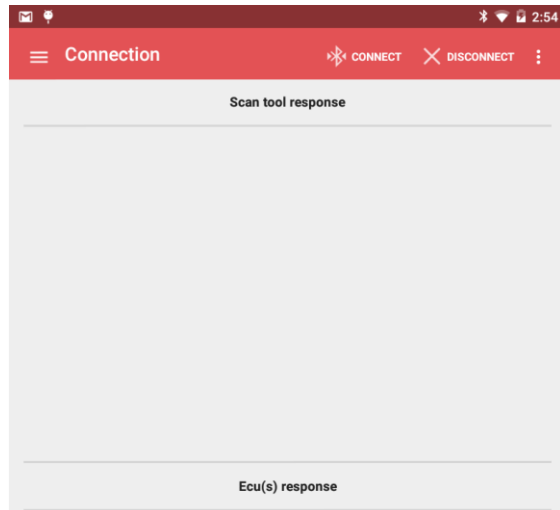 2:54
Connection CONNECT DISCONNECT
Scan tool response
Ecu(s) response